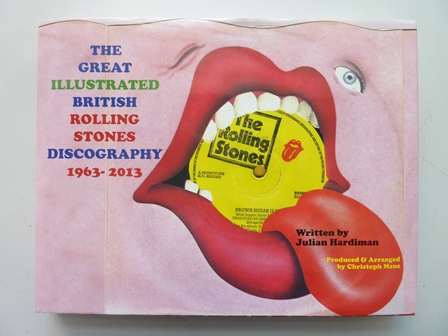 THE
GREAT
ILLUSTRATED
BRITISH
ROLLING
STONES
DISCOGRAPHY
1963- 2013
The
Rolling
Stones
BROWN SUGAR
Written by
Julian Hardiman
Produced & Arranged
by Christoph Maus